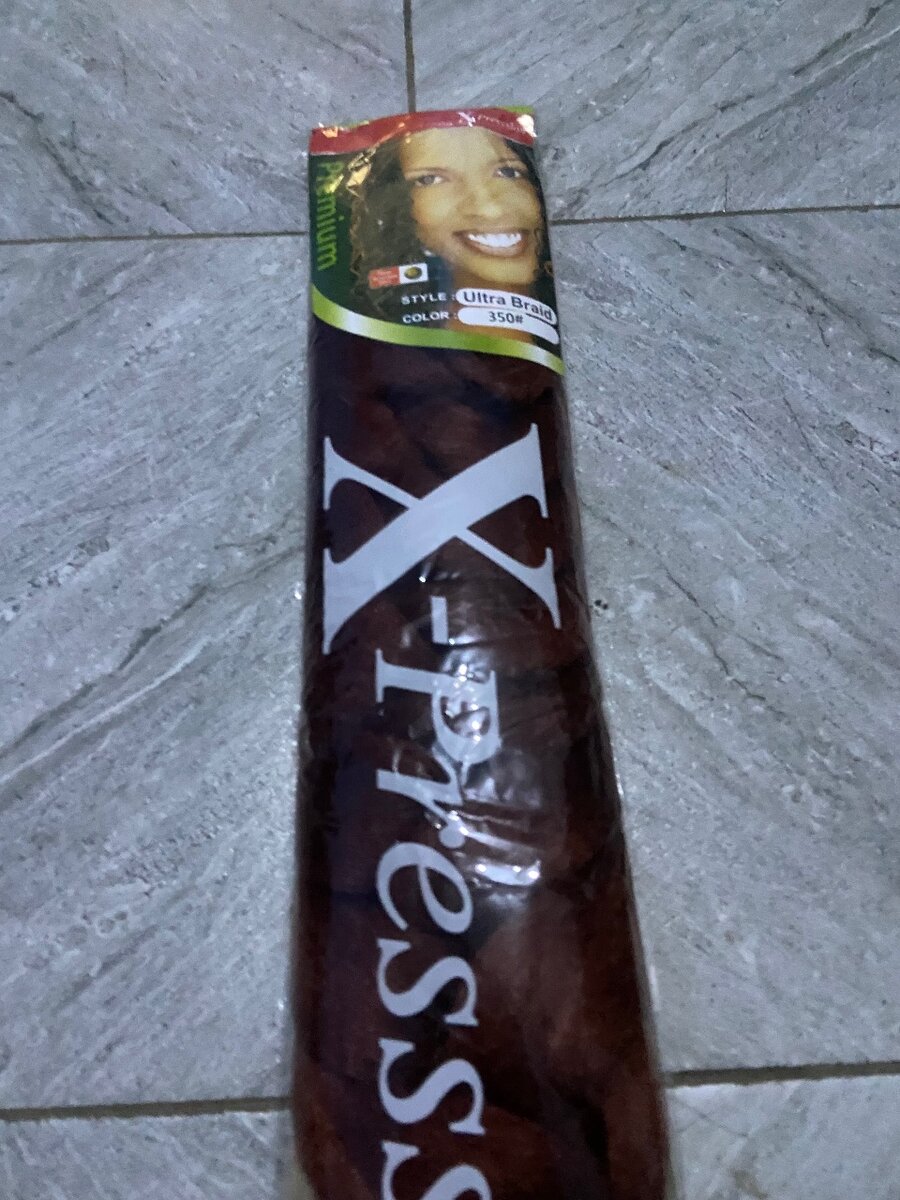 Premium
STYLE : Ultra Braid
COLOR : 350#
X-Press